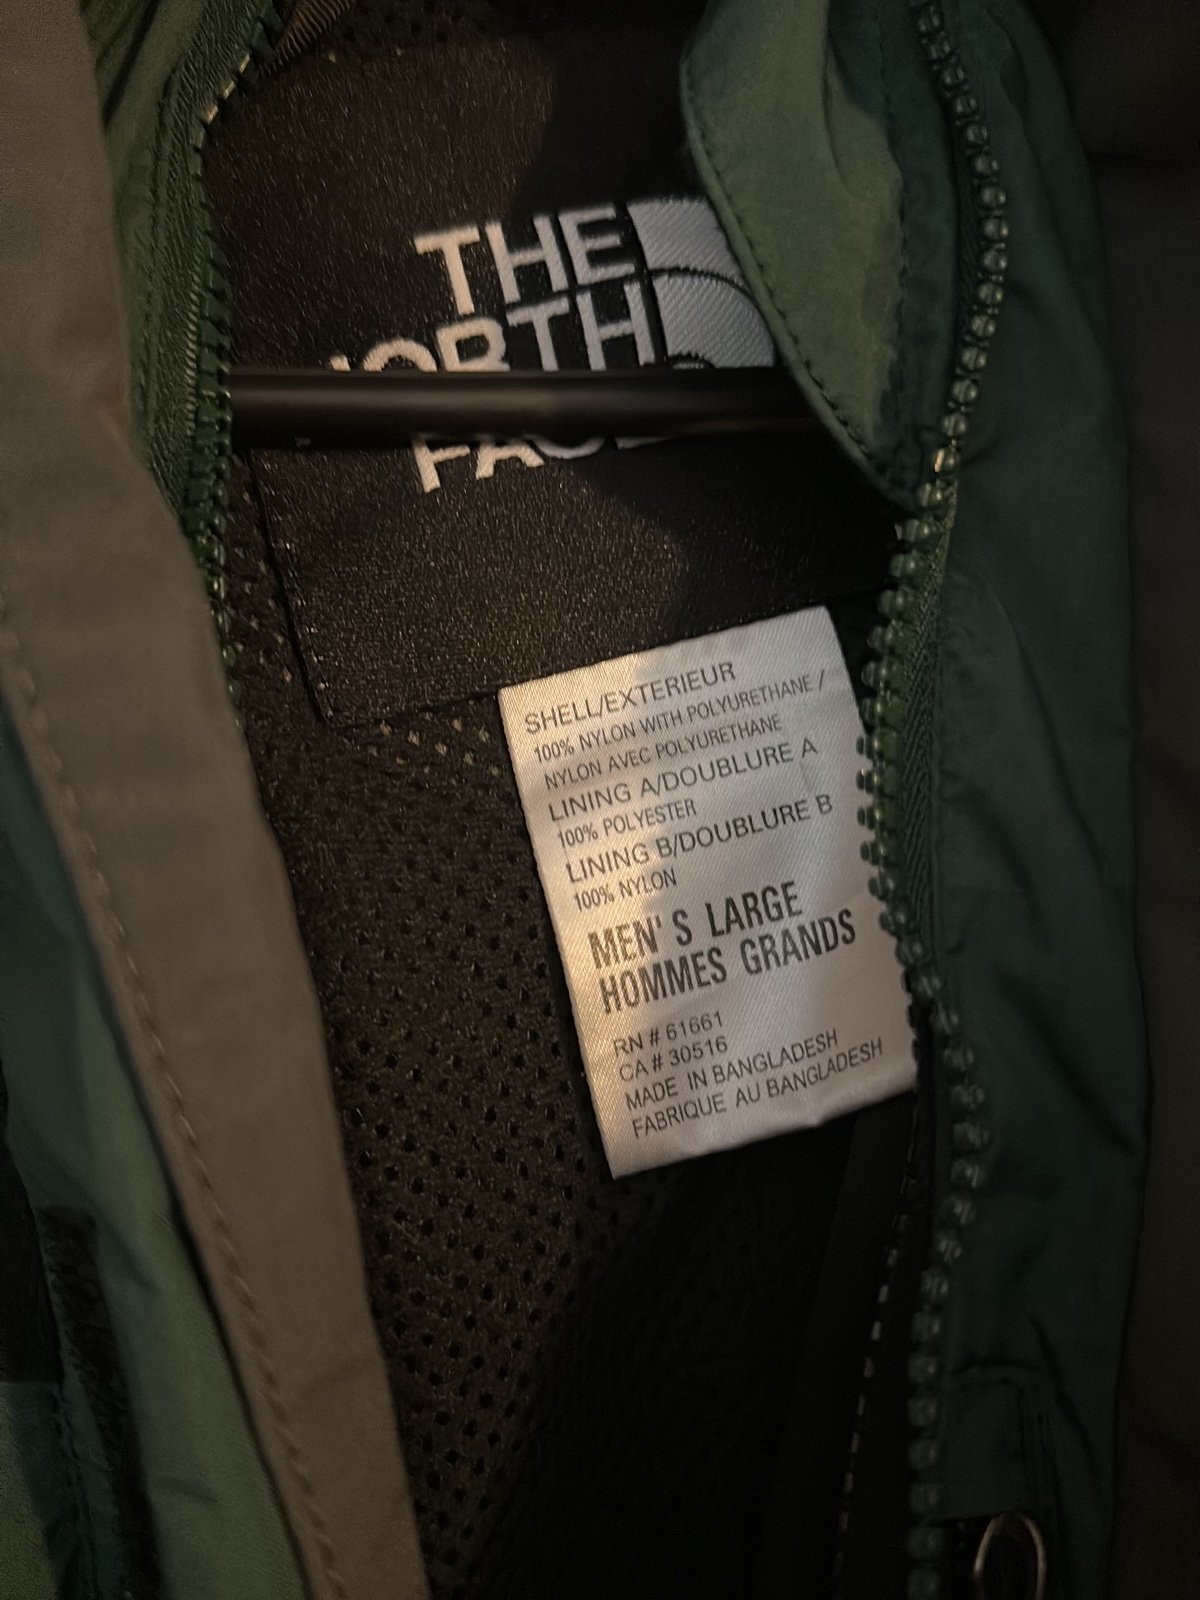 THE
NORTH
FACE
SHELL/EXTERIEUR
100% NYLON WITH POLYURETHANE /
NYLON AVEC POLYURETHANE
LINING A/DOUBLURE A
100% POLYESTER
LINING B/DOUBLURE B
100% NYLON
MEN'S LARGE
HOMMES GRANDS
RN # 61661
CA # 30516
MADE IN BANGLADESH
FABRIQUE AU BANGLADESH